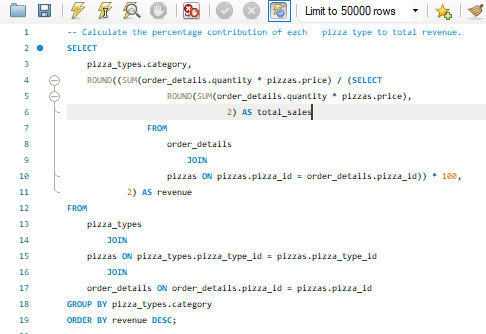 Limit to 50000 rows
1 -- Calculate the percentage contribution of each   pizza type to total revenue.
2 SELECT
3 pizza_types.category,
4 ROUND((SUM(order_details.quantity * pizzas.price) / (SELECT
5 ROUND(SUM(order_details.quantity * pizzas.price),
6 2) AS total_sales
7 FROM
8 order_details
9 JOIN
10 pizzas ON pizzas.pizza_id = order_details.pizza_id)) * 100,
11 2) AS revenue
12 FROM
13 pizza_types
14 JOIN
15 pizzas ON pizza_types.pizza_type_id = pizzas.pizza_type_id
16 JOIN
17 order_details ON order_details.pizza_id = pizzas.pizza_id
18 GROUP BY pizza_types.category
19 ORDER BY revenue DESC;